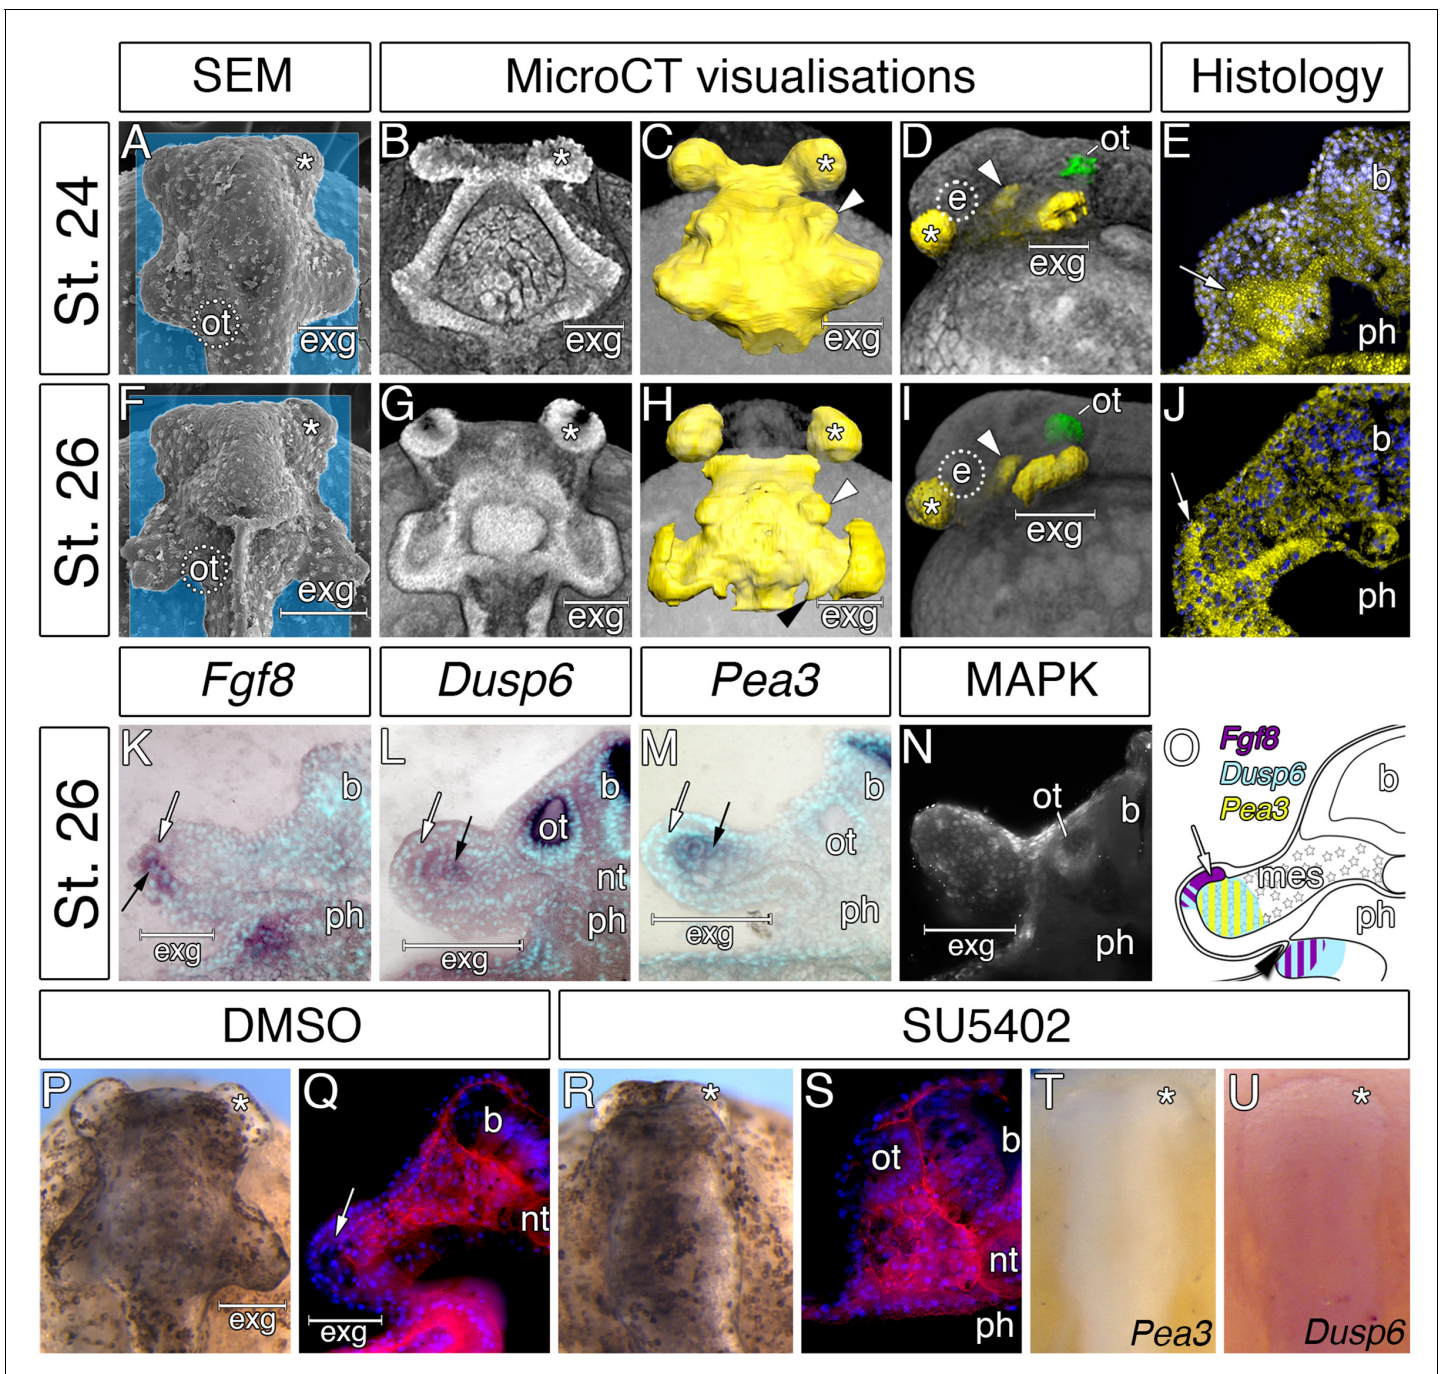 SEM
MicroCT visualisations
Histology
St. 24
A
*
ot
exg
B
*
exg
C
*
exg
D
ot
e
*
exg
E
b
ph
St. 26
F
*
ot
exg
G
*
exg
H
*
exg
I
ot
e
*
exg
J
b
ph
Fgf8
Dusp6
Pea3
MAPK
St. 26
K
b
ph
exg
L
b
ot
nt
ph
exg
M
b
ot
ph
exg
N
ot
b
exg
ph
O
Fgf8
Dusp6
Pea3
b
mes
ph
DMSO
SU5402
P
*
exg
Q
b
nt
exg
R
*
S
b
ot
nt
ph
T
*
Pea3
U
*
Dusp6